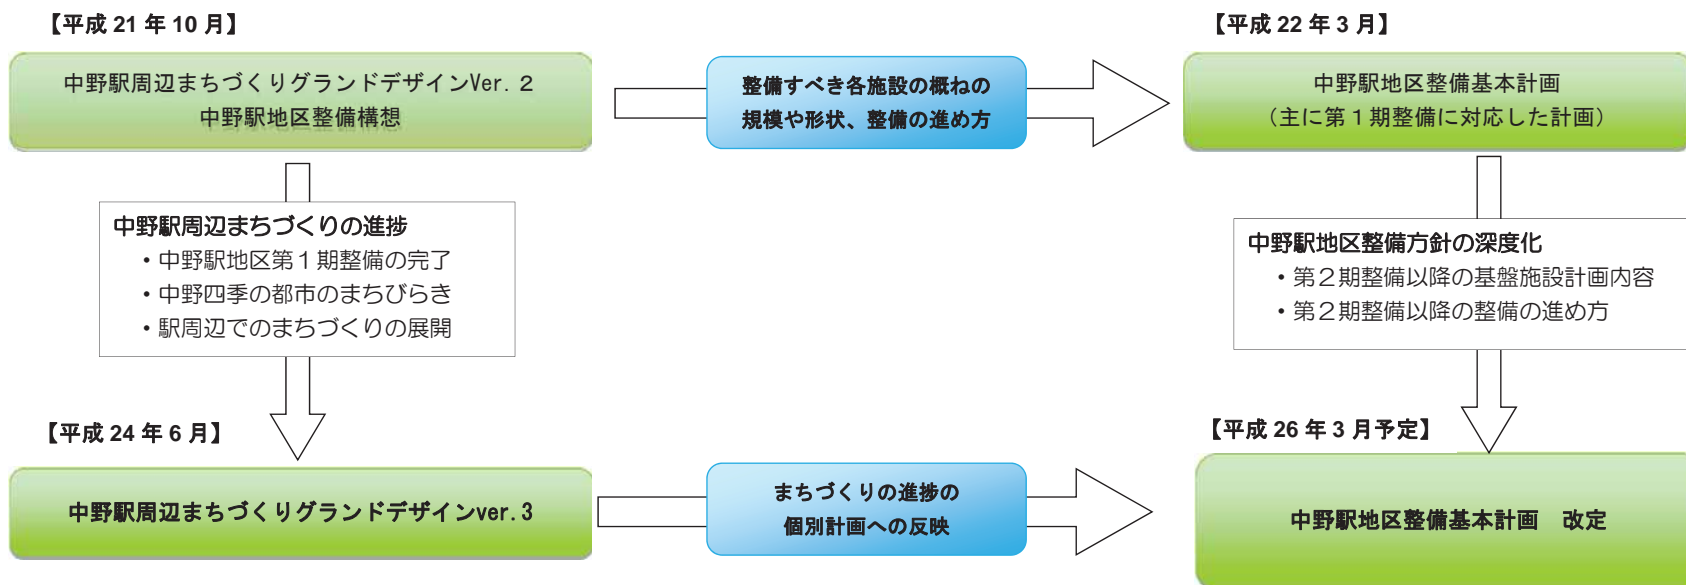 【平成 21 年 10 月】
中野駅周辺まちづくりグランドデザインVer. 2
中野駅地区整備構想
整備すべき各施設の概ねの
規模や形状、整備の進め方
【平成 22 年 3 月】
中野駅地区整備基本計画
（主に第１期整備に対応した計画）
中野駅周辺まちづくりの進捗
・中野駅地区第１期整備の完了
・中野四季の都市のまちびらき
・駅周辺でのまちづくりの展開
中野駅地区整備方針の深度化
・第２期整備以降の基盤施設計画内容
・第２期整備以降の整備の進め方
【平成 24 年 6 月】
中野駅周辺まちづくりグランドデザインver. 3
まちづくりの進捗の
個別計画への反映
【平成 26 年 3 月予定】
中野駅地区整備基本計画　改定